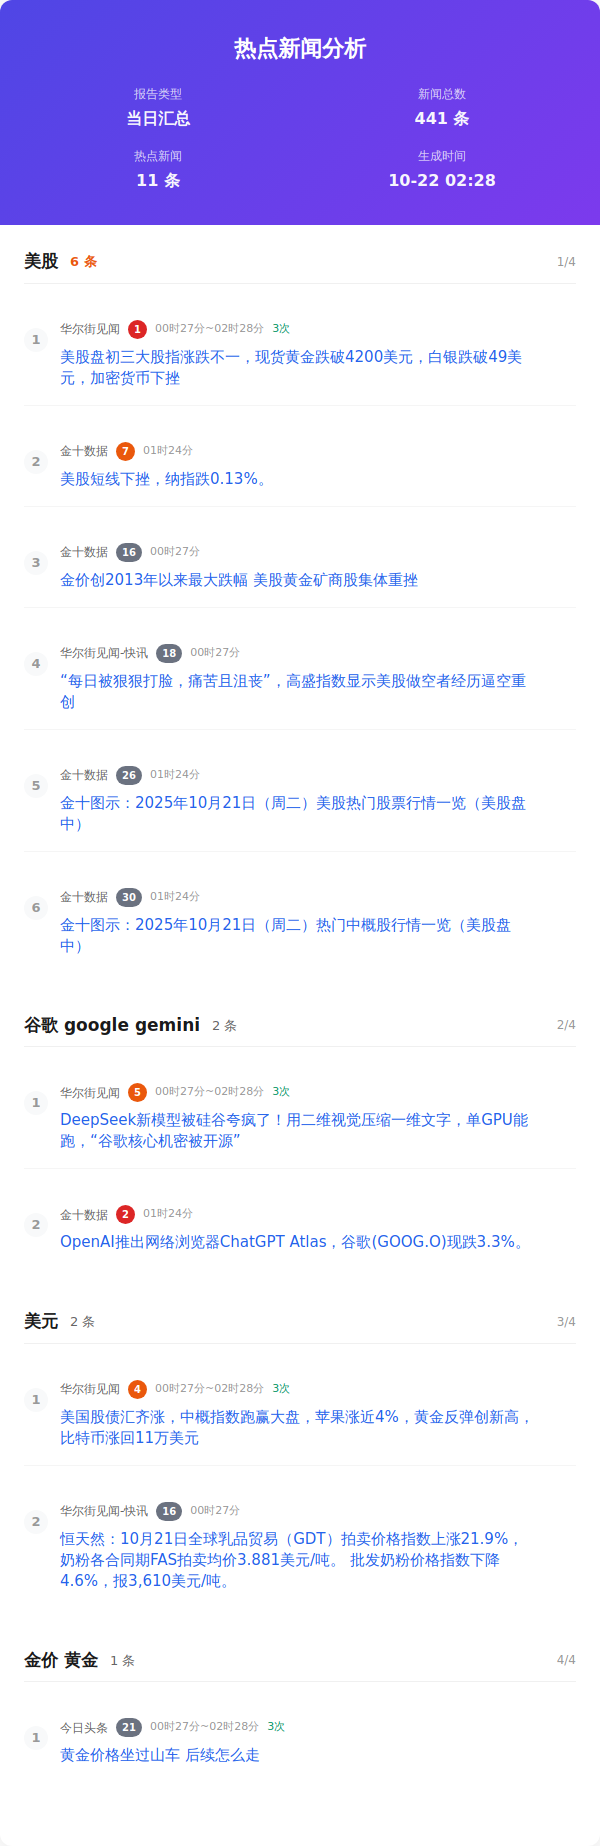 热点新闻分析
报告类型
当日汇总
新闻总数
441 条
热点新闻
11 条
生成时间
10-22 02:28
美股 6 条 1/4
1 华尔街见闻 1 00时27分~02时28分 3次
美股盘初三大股指涨跌不一，现货黄金跌破4200美元，白银跌破49美
元，加密货币下挫
2 金十数据 7 01时24分
美股短线下挫，纳指跌0.13%。
3 金十数据 16 00时27分
金价创2013年以来最大跌幅 美股黄金矿商股集体重挫
4 华尔街见闻-快讯 18 00时27分
“每日被狠狠打脸，痛苦且沮丧”，高盛指数显示美股做空者经历逼空重
创
5 金十数据 26 01时24分
金十图示：2025年10月21日（周二）美股热门股票行情一览（美股盘
中）
6 金十数据 30 01时24分
金十图示：2025年10月21日（周二）热门中概股行情一览（美股盘
中）
谷歌 google gemini 2 条 2/4
1 华尔街见闻 5 00时27分~02时28分 3次
DeepSeek新模型被硅谷夸疯了！用二维视觉压缩一维文字，单GPU能
跑，“谷歌核心机密被开源”
2 金十数据 2 01时24分
OpenAI推出网络浏览器ChatGPT Atlas，谷歌(GOOG.O)现跌3.3%。
美元 2 条 3/4
1 华尔街见闻 4 00时27分~02时28分 3次
美国股债汇齐涨，中概指数跑赢大盘，苹果涨近4%，黄金反弹创新高，
比特币涨回11万美元
2 华尔街见闻-快讯 16 00时27分
恒天然：10月21日全球乳品贸易（GDT）拍卖价格指数上涨21.9%，
奶粉各合同期FAS拍卖均价3.881美元/吨。 批发奶粉价格指数下降
4.6%，报3,610美元/吨。
金价 黄金 1 条 4/4
1 今日头条 21 00时27分~02时28分 3次
黄金价格坐过山车 后续怎么走